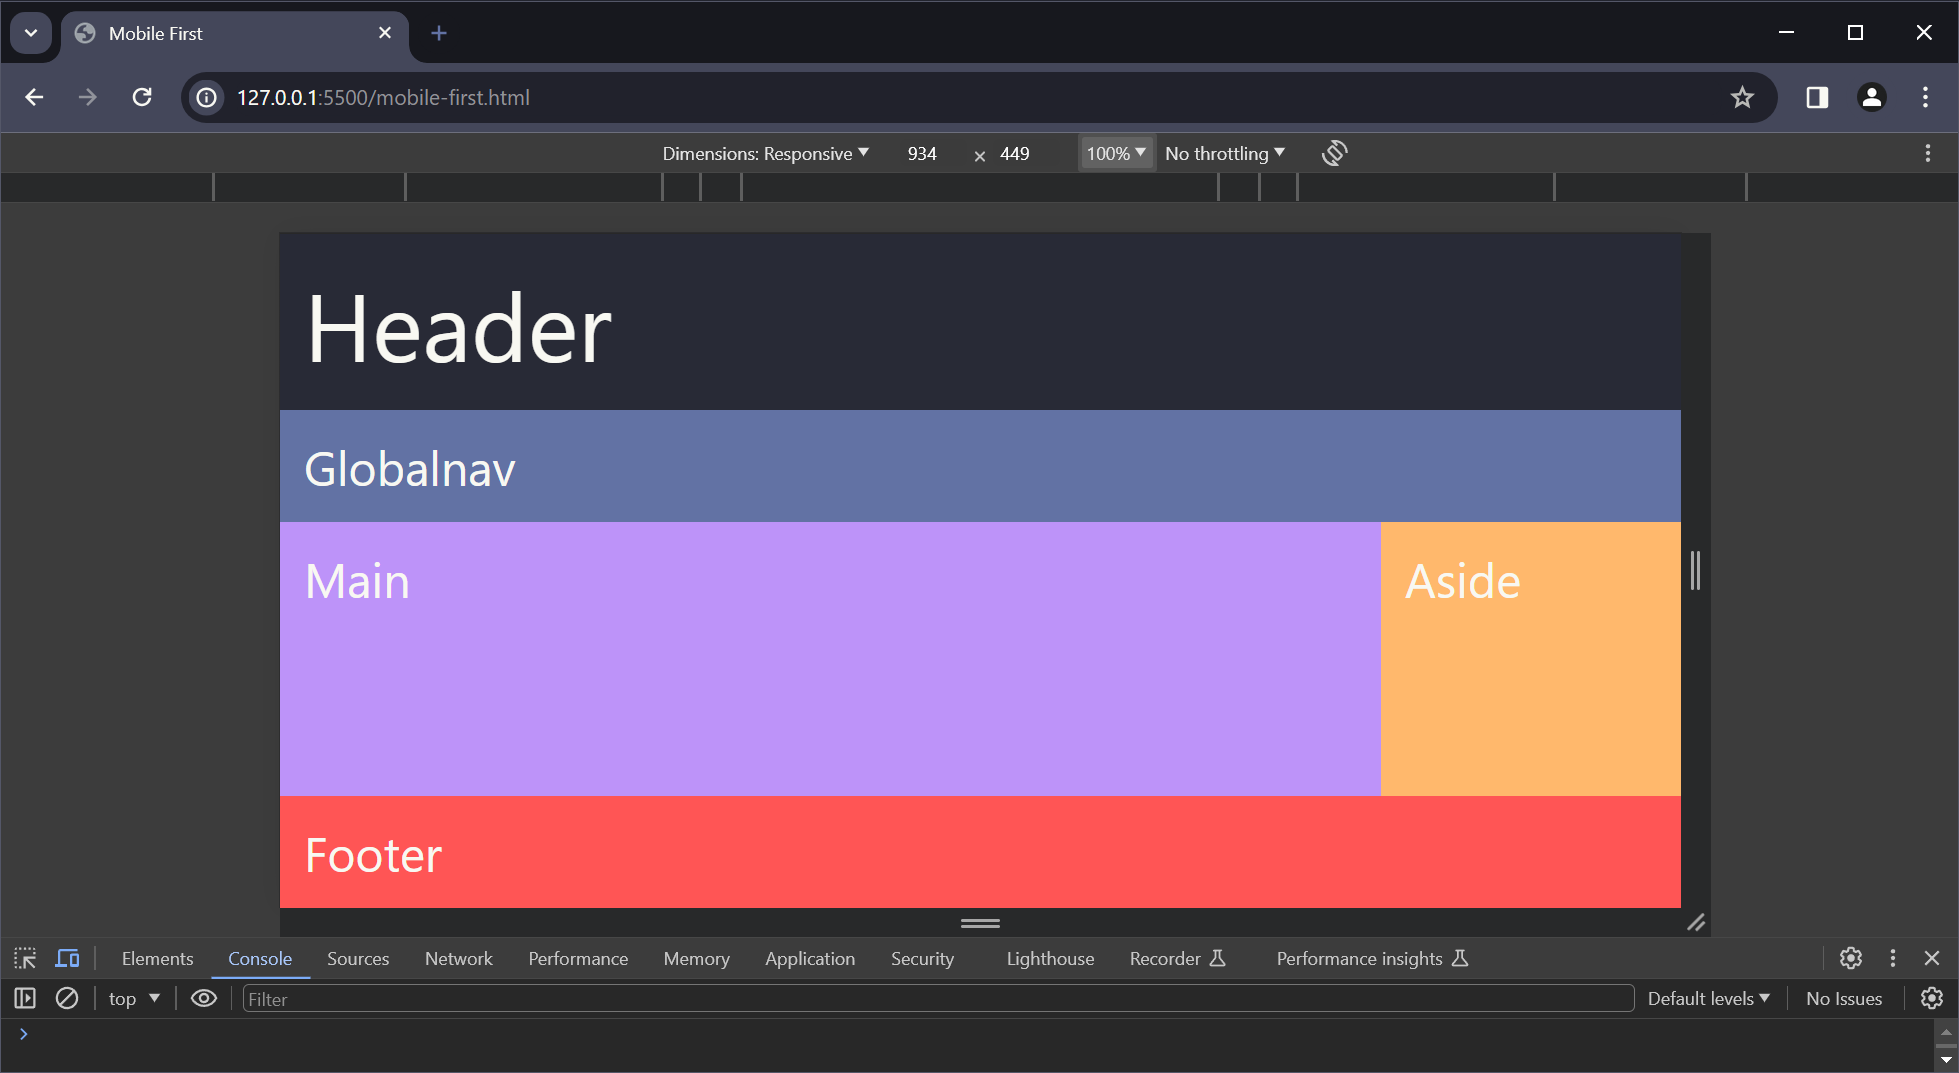 Mobile First
127.0.0.1:5500/mobile-first.html
Dimensions: Responsive 934 × 449 100% No throttling
Header
Globalnav
Main Aside
Footer
Elements Console Sources Network Performance Memory Application Security Lighthouse Recorder Performance insights
top Filter Default levels No Issues